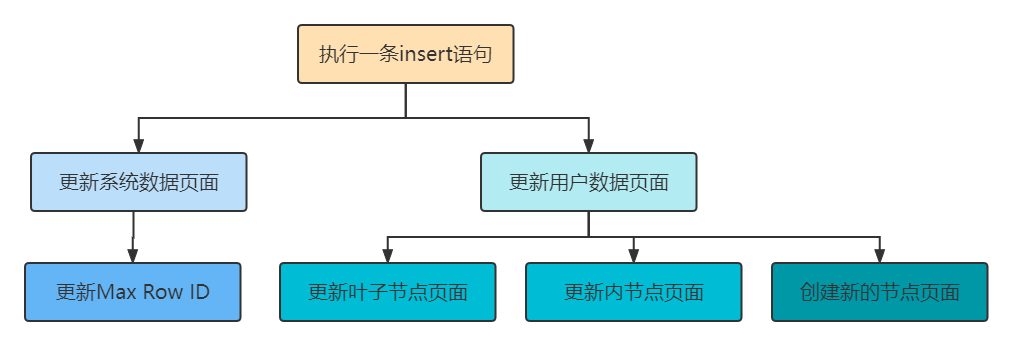 执行一条insert语句
更新系统数据页面
更新用户数据页面
更新Max Row ID
更新叶子节点页面
更新内节点页面
创建新的节点页面